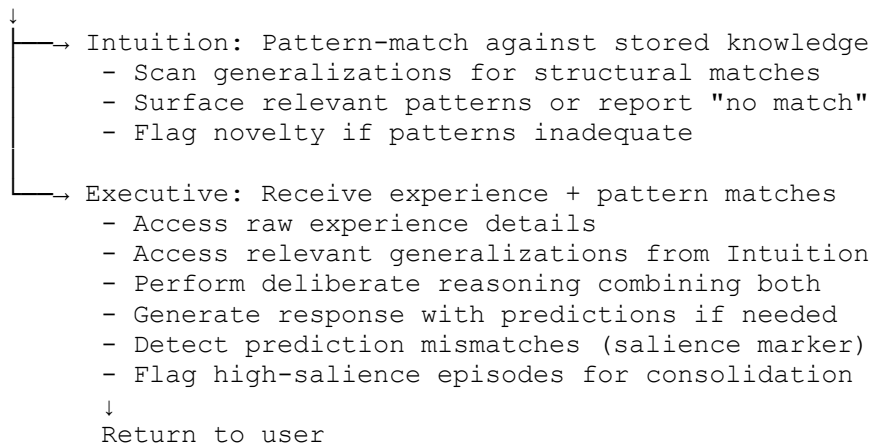 ↓
├──→ Intuition: Pattern-match against stored knowledge
- Scan generalizations for structural matches
- Surface relevant patterns or report "no match"
- Flag novelty if patterns inadequate
└──→ Executive: Receive experience + pattern matches
- Access raw experience details
- Access relevant generalizations from Intuition
- Perform deliberate reasoning combining both
- Generate response with predictions if needed
- Detect prediction mismatches (salience marker)
- Flag high-salience episodes for consolidation
↓
Return to user